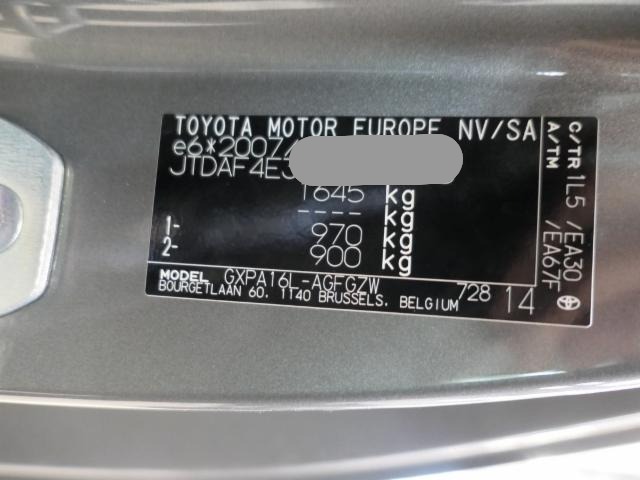 TOYOTA MOTOR EUROPE NV/SA
e6*2007/
JTDAF4E
1645 kg
---- kg
1- 970 kg
2- 900 kg
MODEL GXPA16L-AGFGZW
BOURGETLAAN 60, 1140 BRUSSELS, BELGIUM 728 14
C/TR 1L5 /EA30
A/TM /EA67F